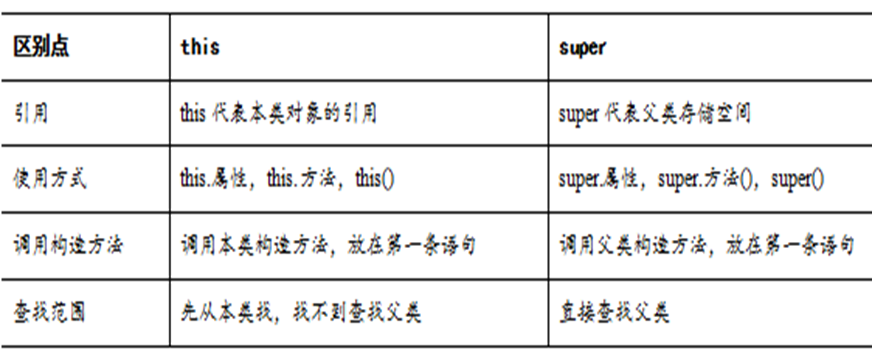 区别点 this super
引用 this 代表本类对象的引用 super 代表父类存储空间
使用方式 this.属性，this.方法，this() super.属性，super.方法()，super()
调用构造方法 调用本类构造方法，放在第一条语句 调用父类构造方法，放在第一条语句
查找范围 先从本类找，找不到查找父类 直接查找父类